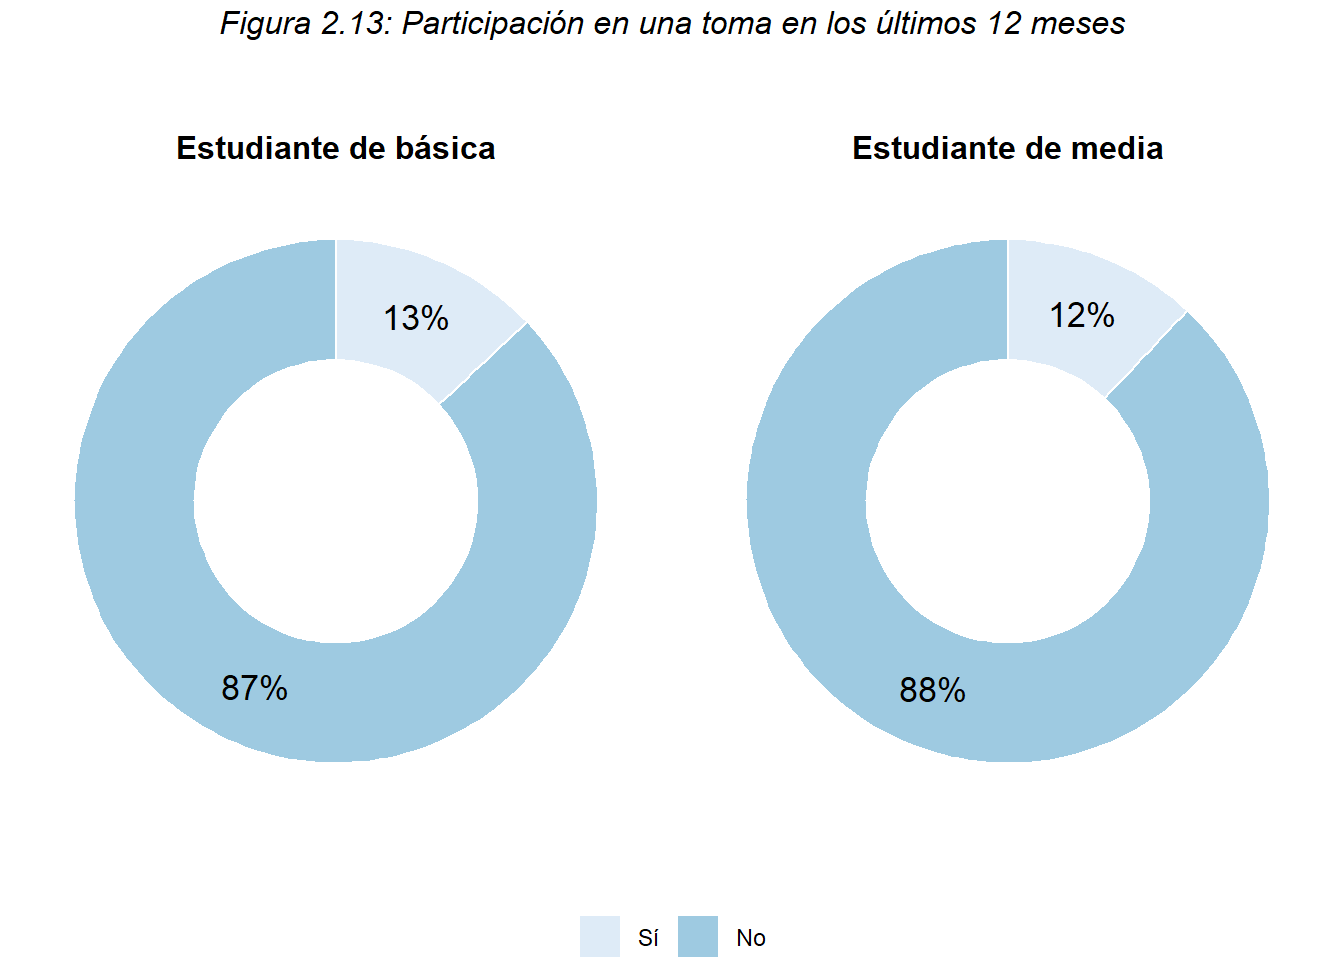 Figura 2.13: Participación en una toma en los últimos 12 meses
Estudiante de básica
Estudiante de media
13%
87%
12%
88%
Sí
No